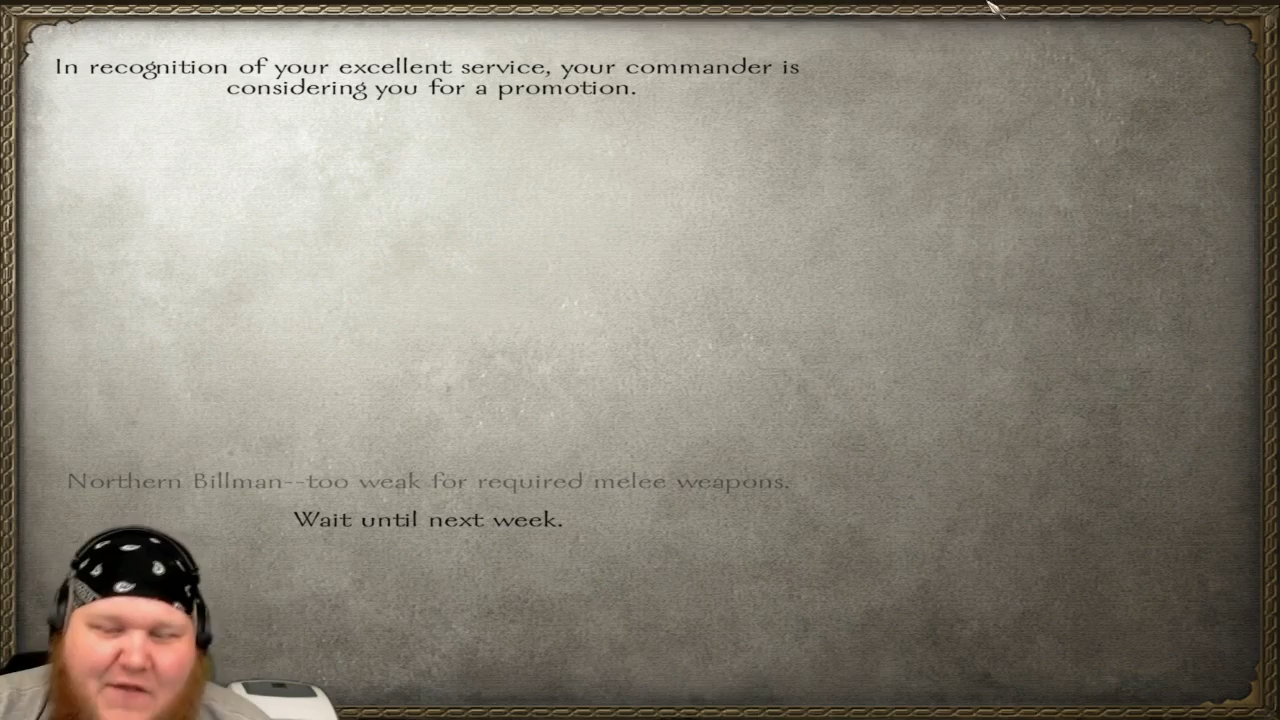 In recognition of your excellent service, your commander is
considering you for a promotion.
Northern Billman--too weak for required melee weapons.
Wait until next week.